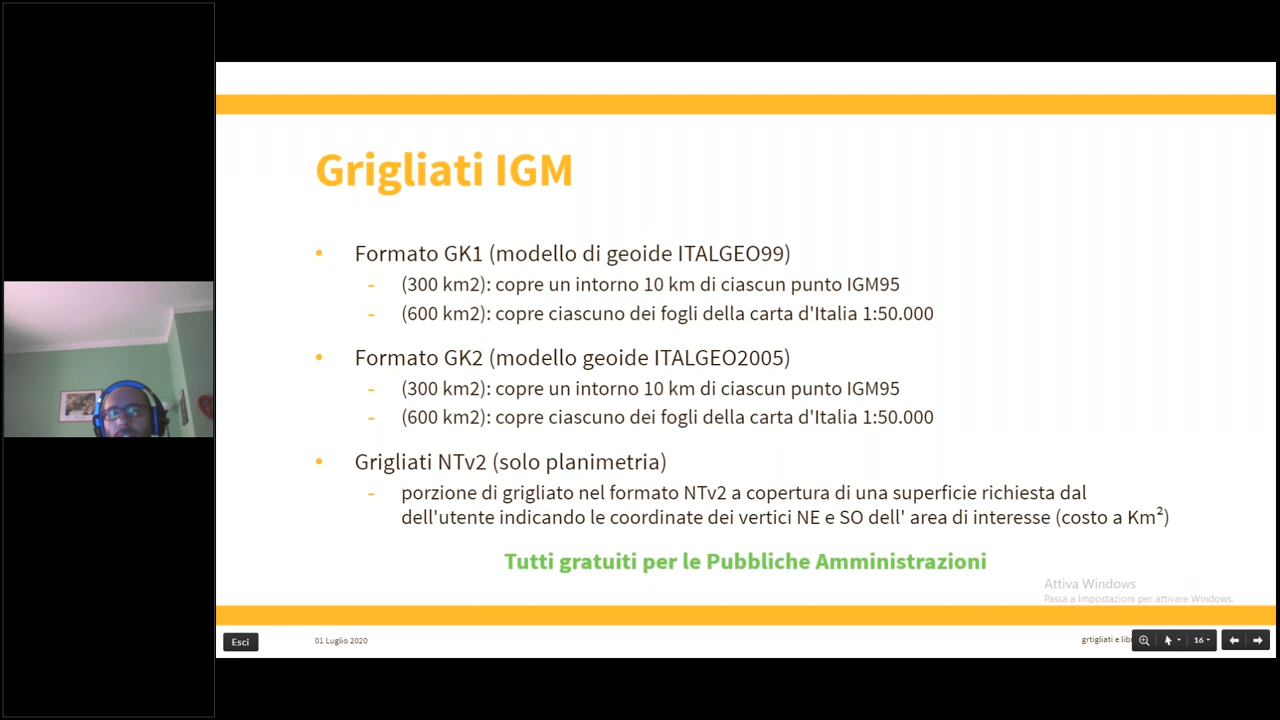 Grigliati IGM
• Formato GK1 (modello di geoide ITALGEO99)
- (300 km2): copre un intorno 10 km di ciascun punto IGM95
- (600 km2): copre ciascuno dei fogli della carta d'Italia 1:50.000
• Formato GK2 (modello geoide ITALGEO2005)
- (300 km2): copre un intorno 10 km di ciascun punto IGM95
- (600 km2): copre ciascuno dei fogli della carta d'Italia 1:50.000
• Grigliati NTv2 (solo planimetria)
- porzione di grigliato nel formato NTv2 a copertura di una superficie richiesta dal
dell'utente indicando le coordinate dei vertici NE e SO dell' area di interesse (costo a Km²)
Tutti gratuiti per le Pubbliche Amministrazioni
Attiva Windows
Passa a Impostazioni per attivare Windows.
Esci
01 Luglio 2020
grtigliati e
16